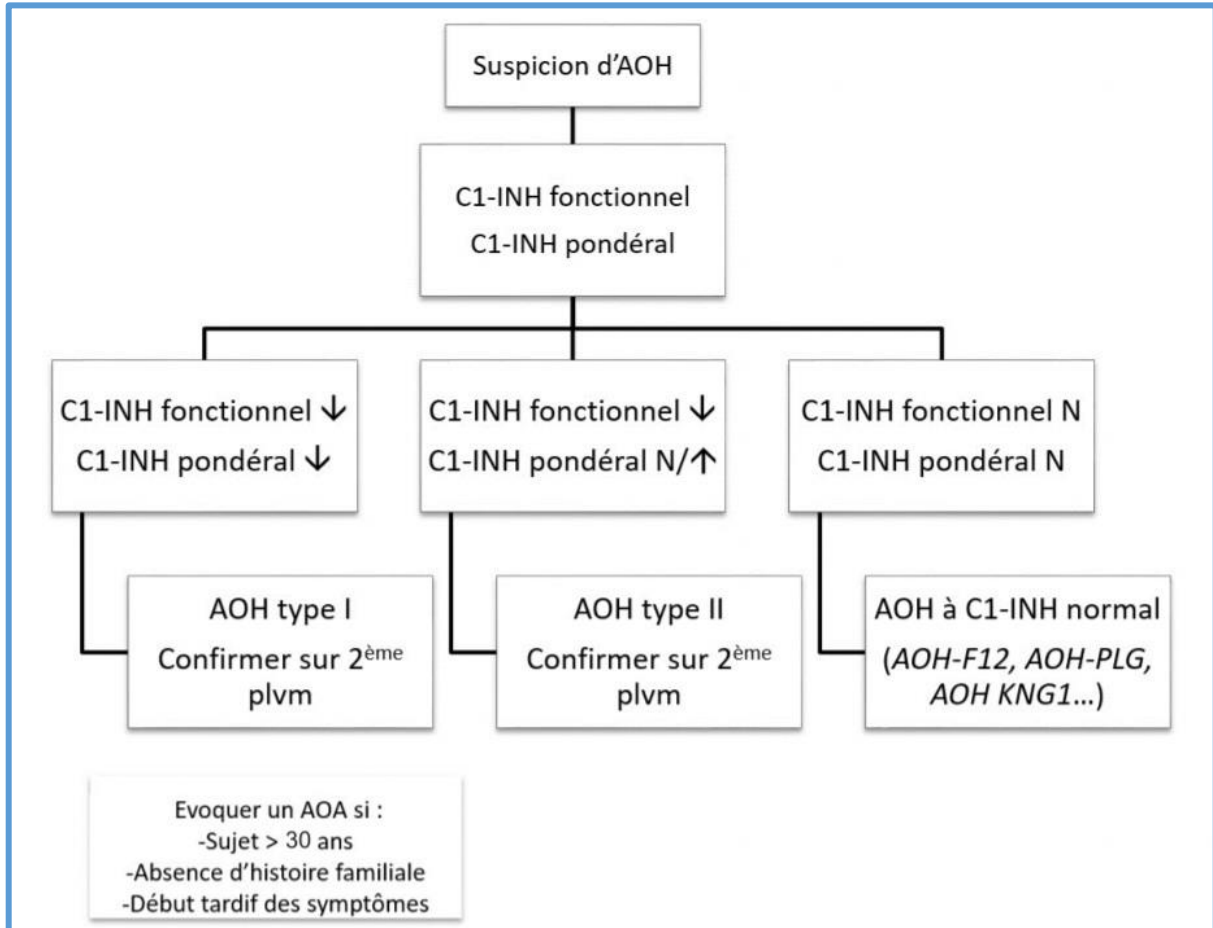 Suspicion d'AOH
C1-INH fonctionnel
C1-INH pondéral
C1-INH fonctionnel ↓
C1-INH pondéral ↓
C1-INH fonctionnel ↓
C1-INH pondéral N/↑
C1-INH fonctionnel N
C1-INH pondéral N
AOH type I
Confirmer sur 2ème
plvm
AOH type II
Confirmer sur 2ème
plvm
AOH à C1-INH normal
(AOH-F12, AOH-PLG,
AOH KNG1...)
Evoquer un AOA si :
-Sujet > 30 ans
-Absence d'histoire familiale
-Début tardif des symptômes